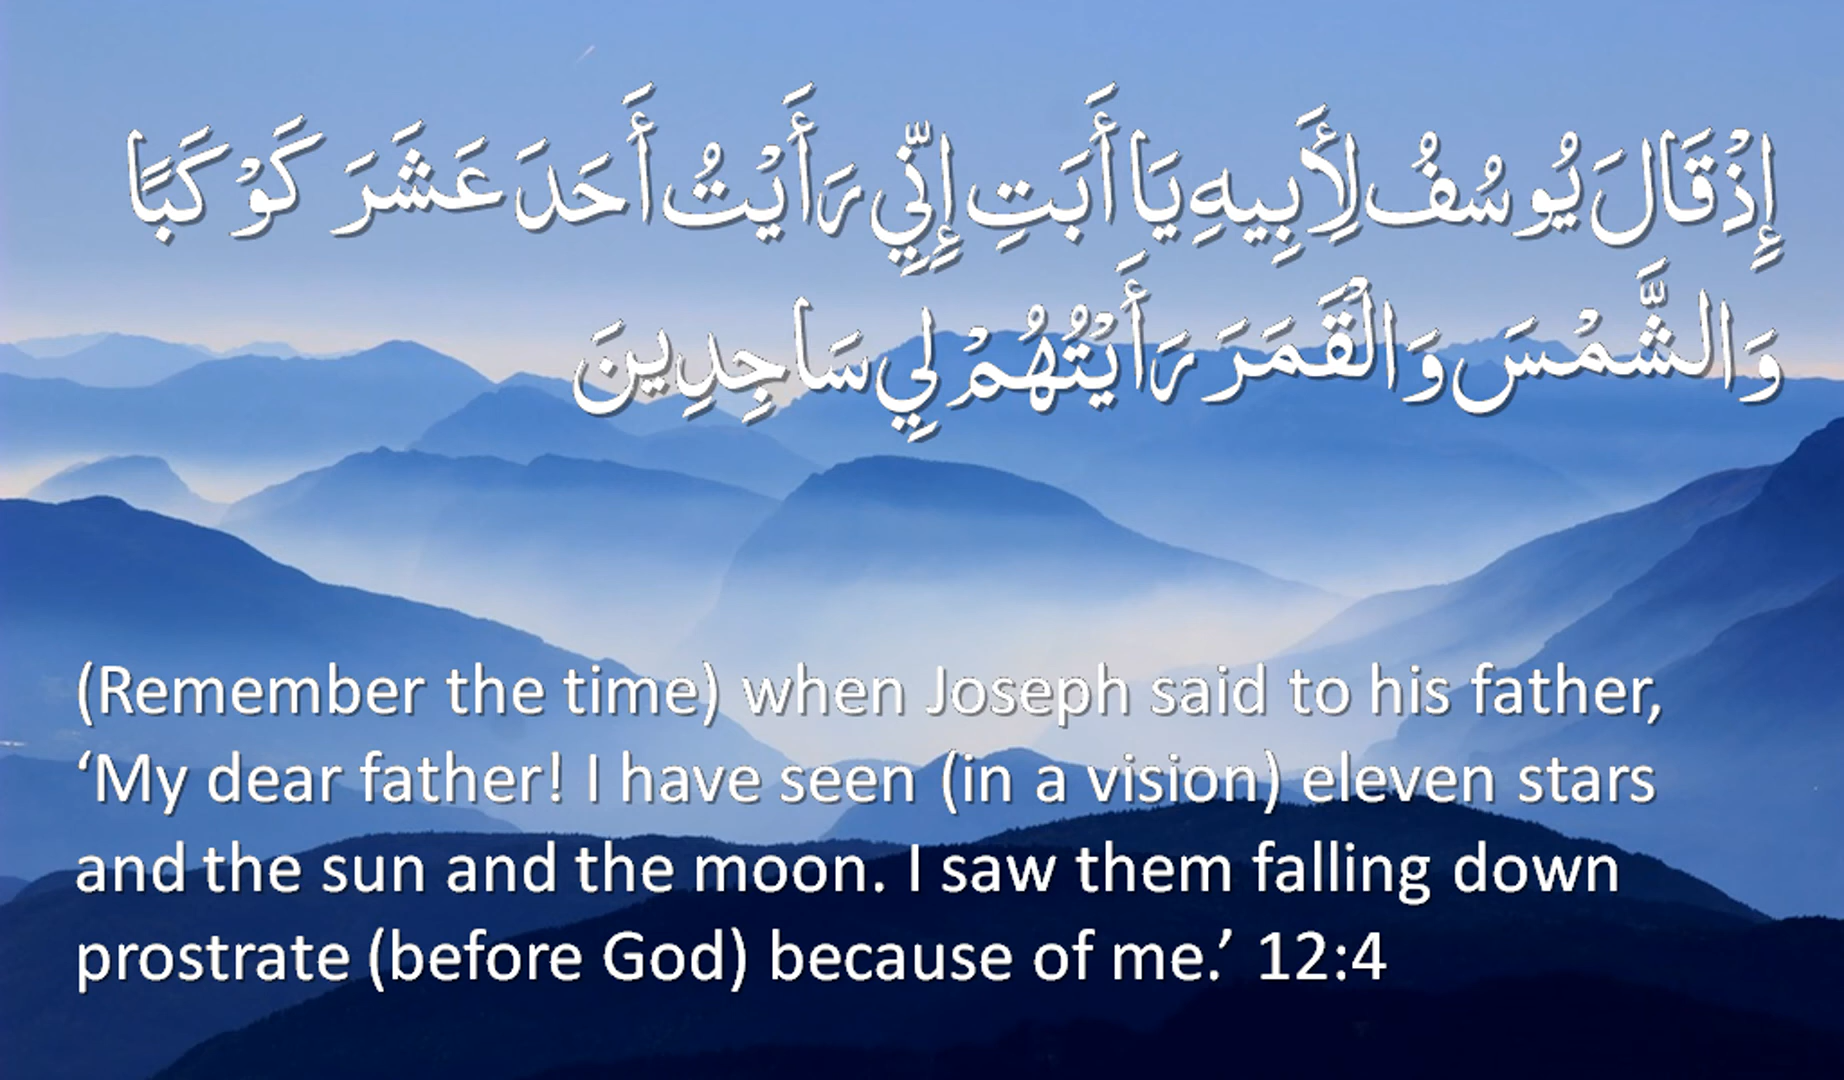 إِذْ قَالَ يُوسُفُ لِأَبِيهِ يَا أَبَتِ إِنِّي رَأَيْتُ أَحَدَ عَشَرَ كَوْكَبًا
وَالشَّمْسَ وَالْقَمَرَ رَأَيْتُهُمْ لِي سَاجِدِينَ
(Remember the time) when Joseph said to his father,
‘My dear father! I have seen (in a vision) eleven stars
and the sun and the moon. I saw them falling down
prostrate (before God) because of me.’ 12:4